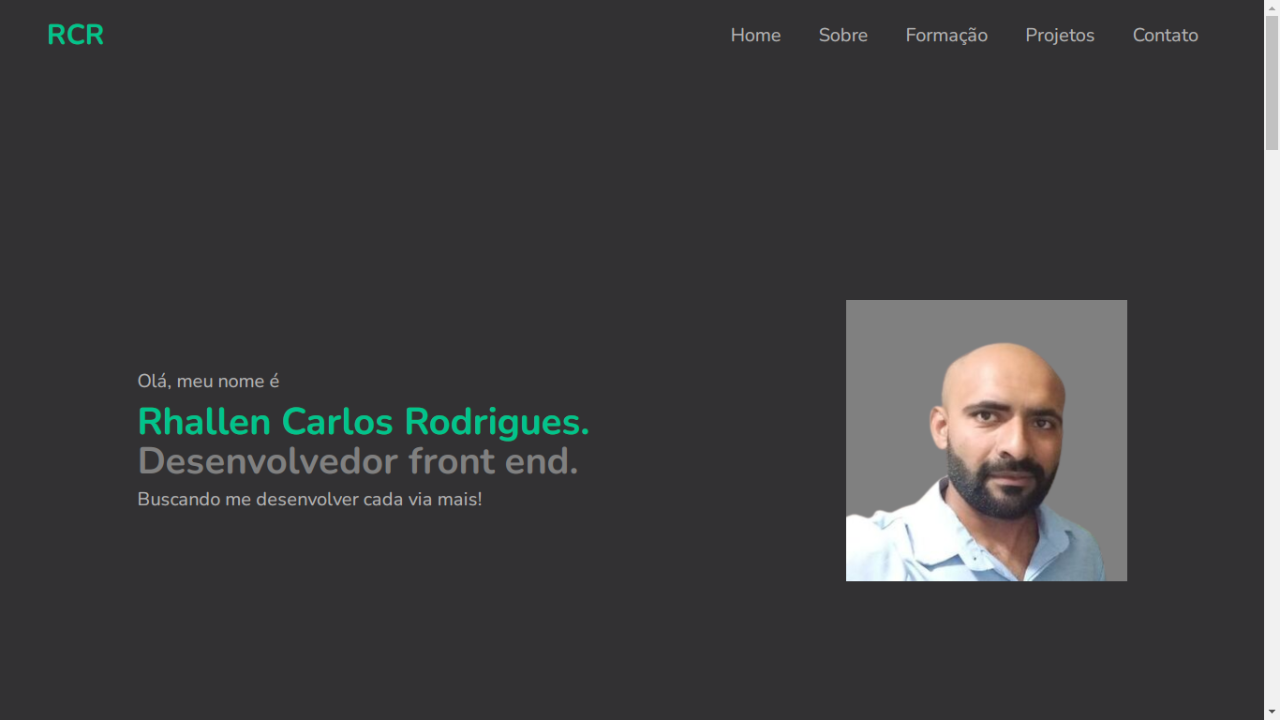 RCR
Home Sobre Formação Projetos Contato
Olá, meu nome é
Rhallen Carlos Rodrigues.
Desenvolvedor front end.
Buscando me desenvolver cada via mais!